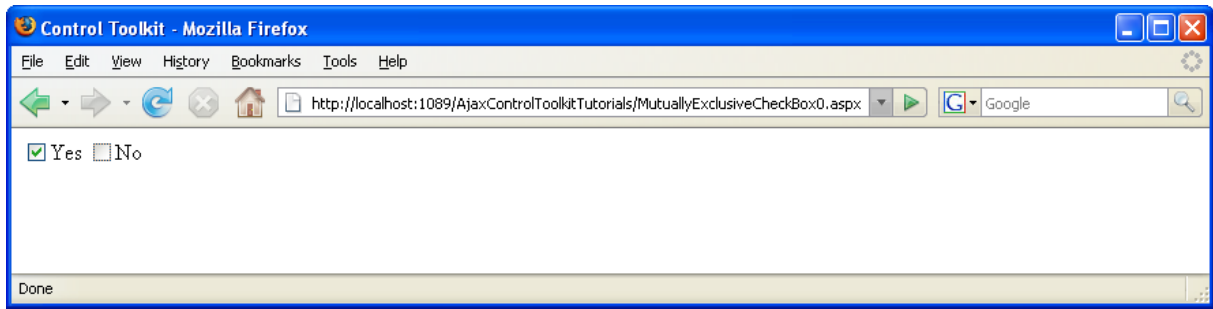 Control Toolkit - Mozilla Firefox
File Edit View History Bookmarks Tools Help
http://localhost:1089/AjaxControlToolkitTutorials/MutuallyExclusiveCheckBox0.aspx G Google
Yes No
Done